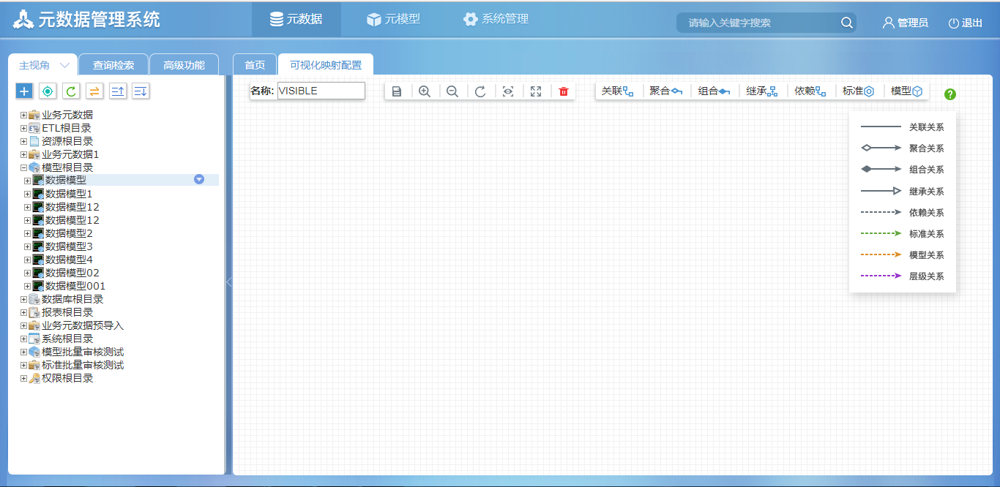 元数据管理系统
元数据
元模型
系统管理
请输入关键字搜索
管理员
退出
主视角
查询检索
高级功能
首页
可视化映射配置
名称:
VISIBLE
关联
聚合
组合
继承
依赖
标准
模型
业务元数据
ETL根目录
资源根目录
业务元数据1
模型根目录
数据模型
数据模型1
数据模型12
数据模型12
数据模型2
数据模型3
数据模型4
数据模型02
数据模型001
数据库根目录
报表根目录
业务元数据预导入
系统根目录
模型批量审核测试
标准批量审核测试
权限根目录
关联关系
聚合关系
组合关系
继承关系
依赖关系
标准关系
模型关系
层级关系